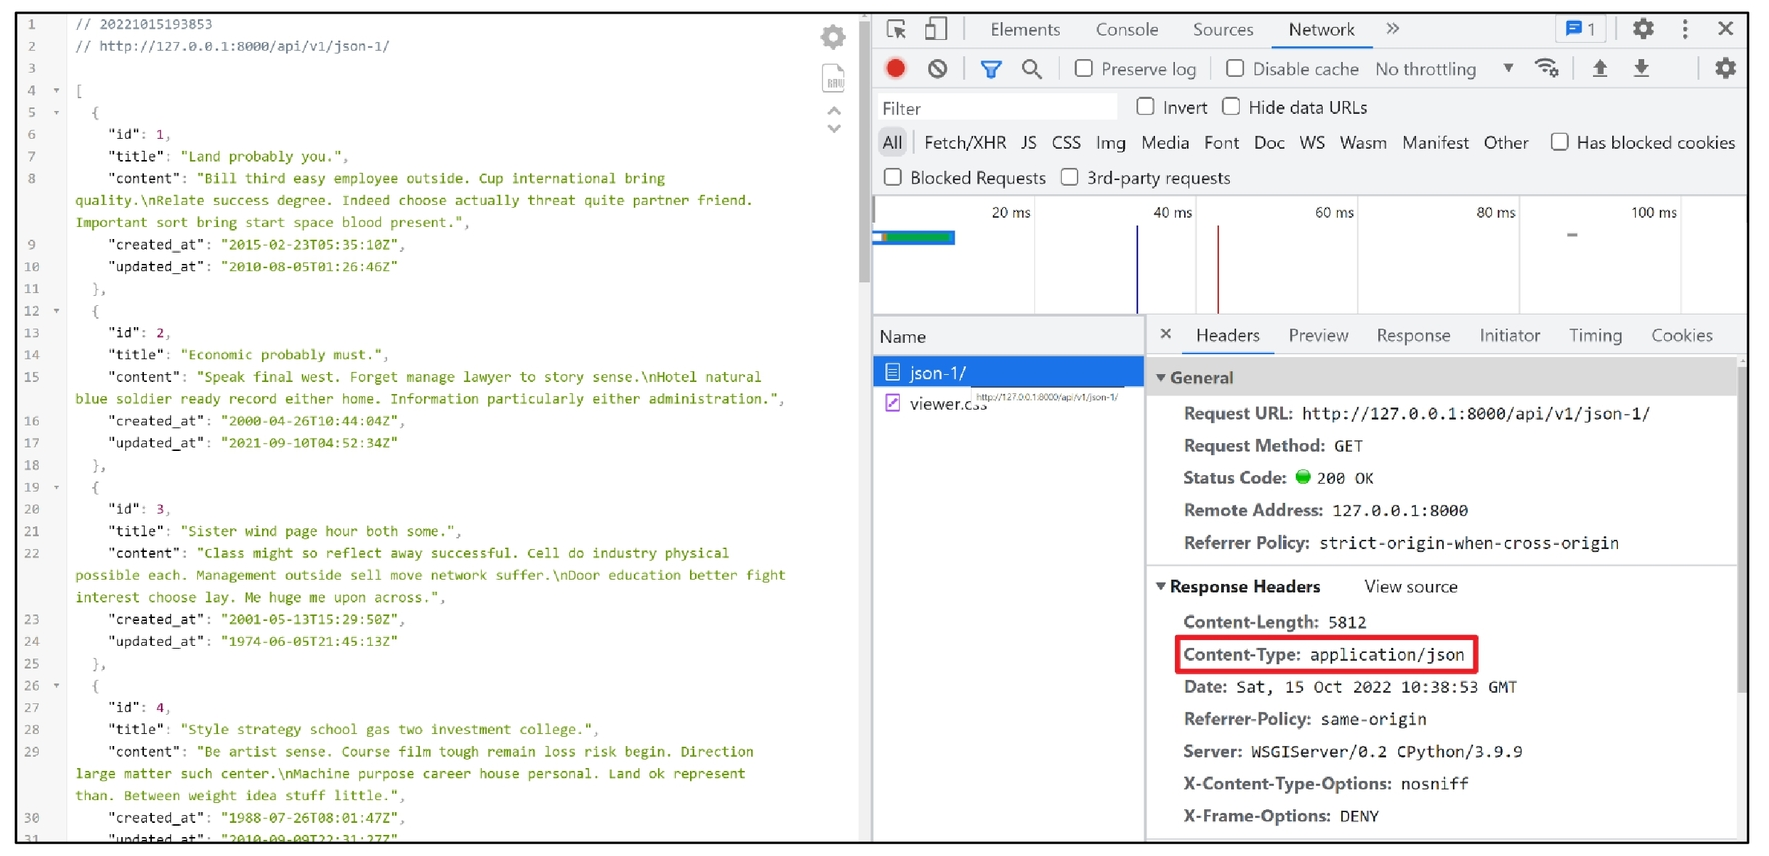 1 // 20221015193853
2 // http://127.0.0.1:8000/api/v1/json-1/
3
4 [
5 {
6 "id": 1,
7 "title": "Land probably you.",
8 "content": "Bill third easy employee outside. Cup international bring
quality.\nRelate success degree. Indeed choose actually threat quite partner friend.
Important sort bring start space blood present.",
9 "created_at": "2015-02-23T05:35:10Z",
10 "updated_at": "2010-08-05T01:26:46Z"
11 },
12 {
13 "id": 2,
14 "title": "Economic probably must.",
15 "content": "Speak final west. Forget manage lawyer to story sense.\nHotel natural
blue soldier ready record either home. Information particularly either administration.",
16 "created_at": "2000-04-26T10:44:04Z",
17 "updated_at": "2021-09-10T04:52:34Z"
18 },
19 {
20 "id": 3,
21 "title": "Sister wind page hour both some.",
22 "content": "Class might so reflect away successful. Cell do industry physical
possible each. Management outside sell move network suffer.\nDoor education better fight
interest choose lay. Me huge me upon across.",
23 "created_at": "2001-05-13T15:29:50Z",
24 "updated_at": "1974-06-05T21:45:13Z"
25 },
26 {
27 "id": 4,
28 "title": "Style strategy school gas two investment college.",
29 "content": "Be artist sense. Course film tough remain loss risk begin. Direction
large matter such center.\nMachine purpose career house personal. Land ok represent
than. Between weight idea stuff little.",
30 "created_at": "1988-07-26T08:01:47Z",
31 "updated_at": "2010-09-09T22:31:27Z"
RAW
Elements Console Sources Network 1
Preserve log Disable cache No throttling
Filter Invert Hide data URLs
All Fetch/XHR JS CSS Img Media Font Doc WS Wasm Manifest Other Has blocked cookies
Blocked Requests 3rd-party requests
20 ms 40 ms 60 ms 80 ms 100 ms
Name
json-1/
http://127.0.0.1:8000/api/v1/json-1/
viewer.css
Headers Preview Response Initiator Timing Cookies
General
Request URL: http://127.0.0.1:8000/api/v1/json-1/
Request Method: GET
Status Code: 200 OK
Remote Address: 127.0.0.1:8000
Referrer Policy: strict-origin-when-cross-origin
Response Headers View source
Content-Length: 5812
Content-Type: application/json
Date: Sat, 15 Oct 2022 10:38:53 GMT
Referrer-Policy: same-origin
Server: WSGIServer/0.2 CPython/3.9.9
X-Content-Type-Options: nosniff
X-Frame-Options: DENY